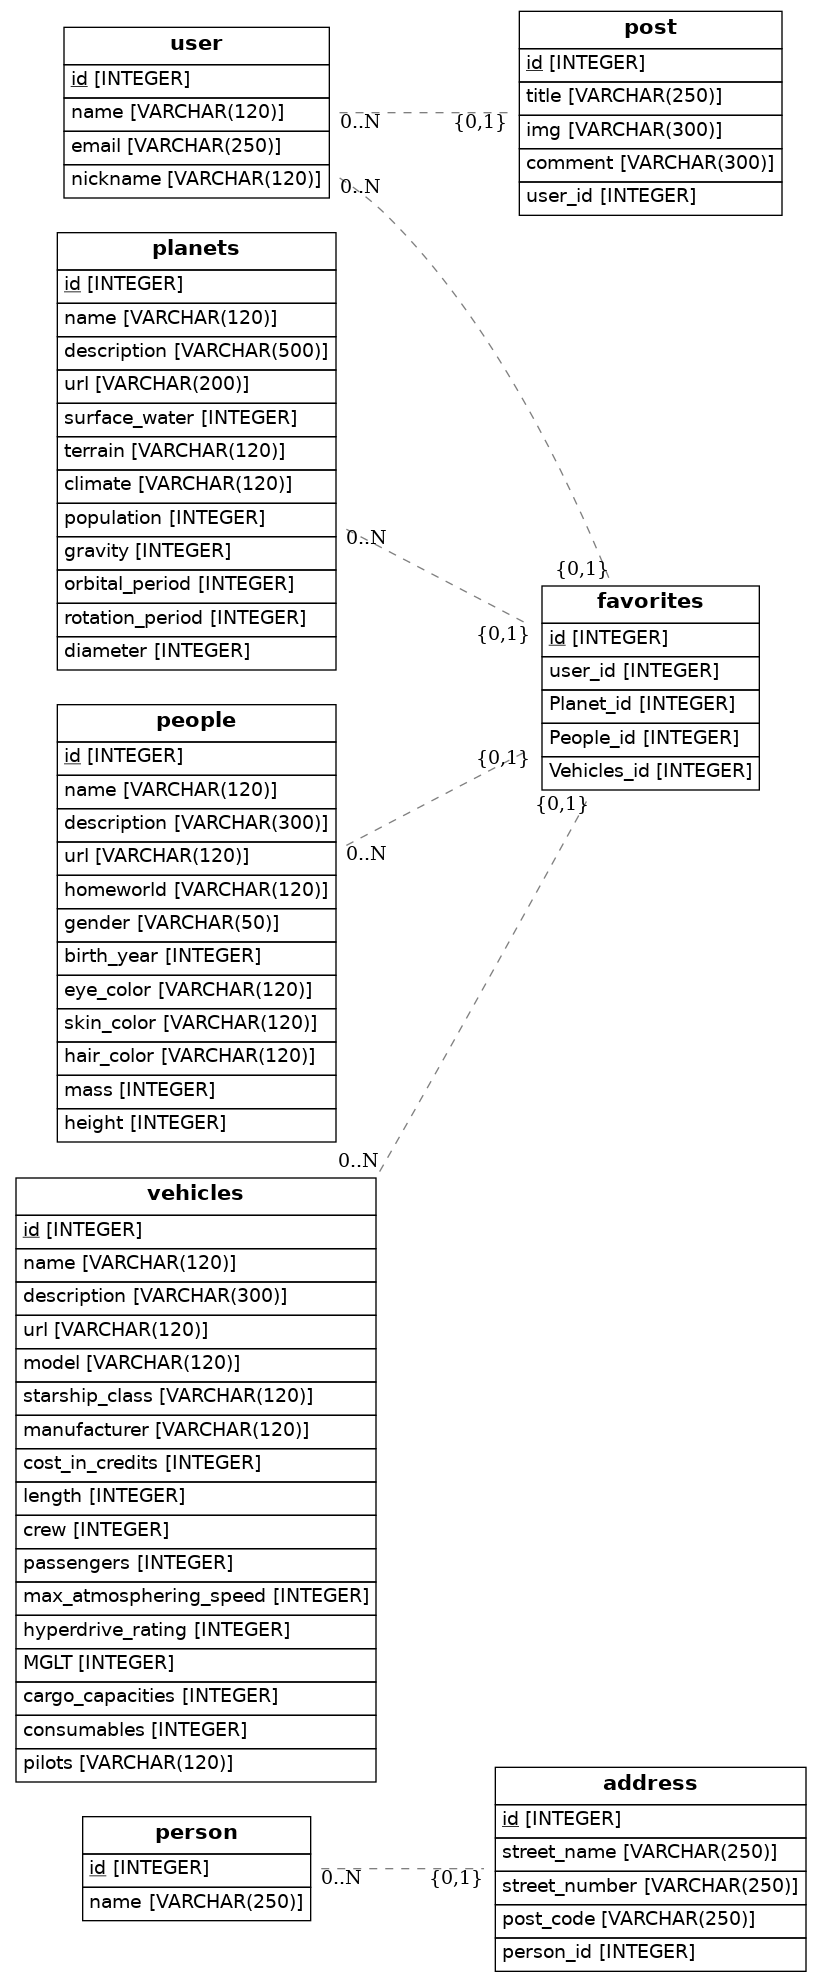 user
id [INTEGER]
name [VARCHAR(120)]
email [VARCHAR(250)]
nickname [VARCHAR(120)]
0..N
{0,1}
0..N
post
id [INTEGER]
title [VARCHAR(250)]
img [VARCHAR(300)]
comment [VARCHAR(300)]
user_id [INTEGER]
planets
id [INTEGER]
name [VARCHAR(120)]
description [VARCHAR(500)]
url [VARCHAR(200)]
surface_water [INTEGER]
terrain [VARCHAR(120)]
climate [VARCHAR(120)]
population [INTEGER]
gravity [INTEGER]
orbital_period [INTEGER]
rotation_period [INTEGER]
diameter [INTEGER]
0..N
{0,1}
{0,1}
favorites
id [INTEGER]
user_id [INTEGER]
Planet_id [INTEGER]
People_id [INTEGER]
Vehicles_id [INTEGER]
{0,1}
{0,1}
people
id [INTEGER]
name [VARCHAR(120)]
description [VARCHAR(300)]
url [VARCHAR(120)]
homeworld [VARCHAR(120)]
gender [VARCHAR(50)]
birth_year [INTEGER]
eye_color [VARCHAR(120)]
skin_color [VARCHAR(120)]
hair_color [VARCHAR(120)]
mass [INTEGER]
height [INTEGER]
0..N
0..N
vehicles
id [INTEGER]
name [VARCHAR(120)]
description [VARCHAR(300)]
url [VARCHAR(120)]
model [VARCHAR(120)]
starship_class [VARCHAR(120)]
manufacturer [VARCHAR(120)]
cost_in_credits [INTEGER]
length [INTEGER]
crew [INTEGER]
passengers [INTEGER]
max_atmosphering_speed [INTEGER]
hyperdrive_rating [INTEGER]
MGLT [INTEGER]
cargo_capacities [INTEGER]
consumables [INTEGER]
pilots [VARCHAR(120)]
person
id [INTEGER]
name [VARCHAR(250)]
0..N
{0,1}
address
id [INTEGER]
street_name [VARCHAR(250)]
street_number [VARCHAR(250)]
post_code [VARCHAR(250)]
person_id [INTEGER]